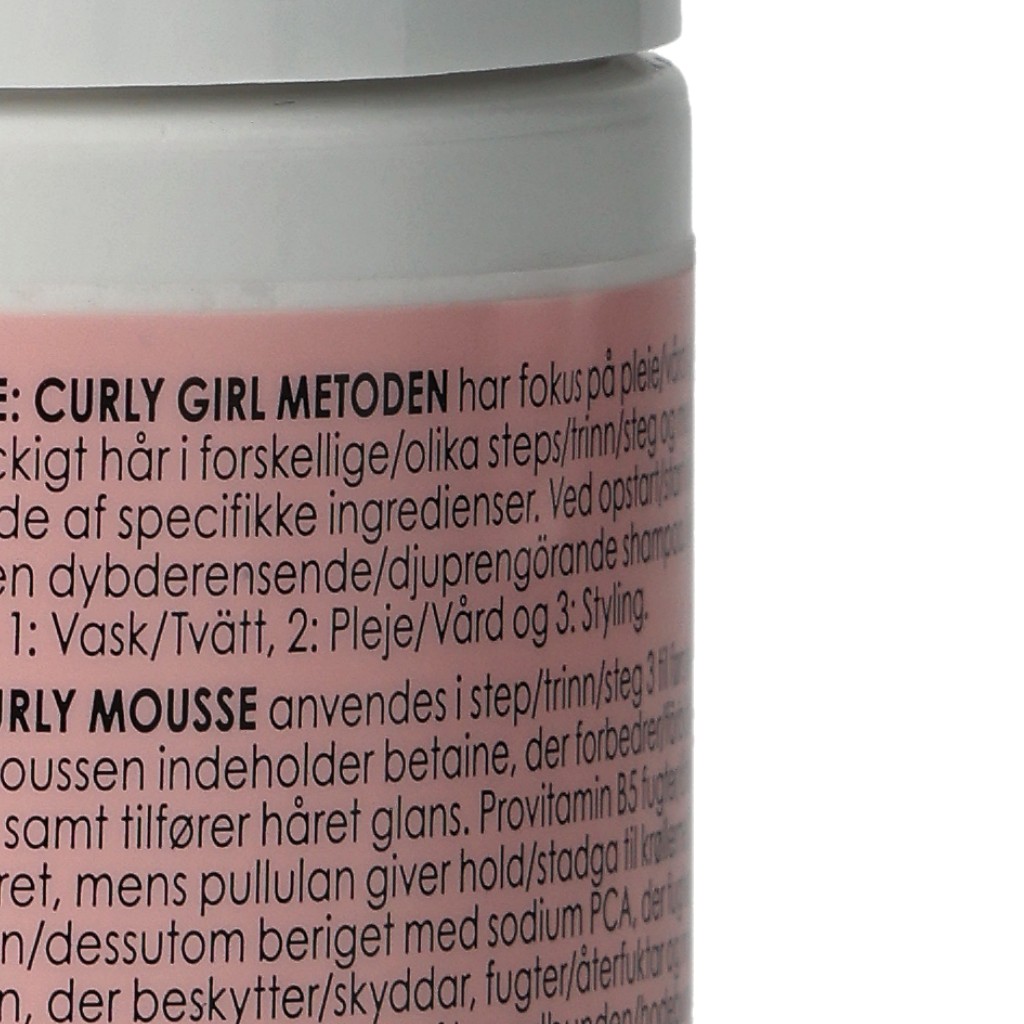 E: CURLY GIRL METODEN har fokus på pleje/
ckigt hår i forskellige/olika steps/trinn/steg og
de af specifikke ingredienser. Ved opstart/
en dybderensende/djuprengörande
1: Vask/Tvätt, 2: Pleje/Vård og 3: Styling.
URLY MOUSSE anvendes i step/trinn/steg 3 til
oussen indeholder betaine, der forbedrer/
samt tilfører håret glans. Provitamin B5 fugter
ret, mens pullulan giver hold/stadga til
n/dessutom beriget med sodium PCA, der
n, der beskytter/skyddar, fugter/återfuktar og